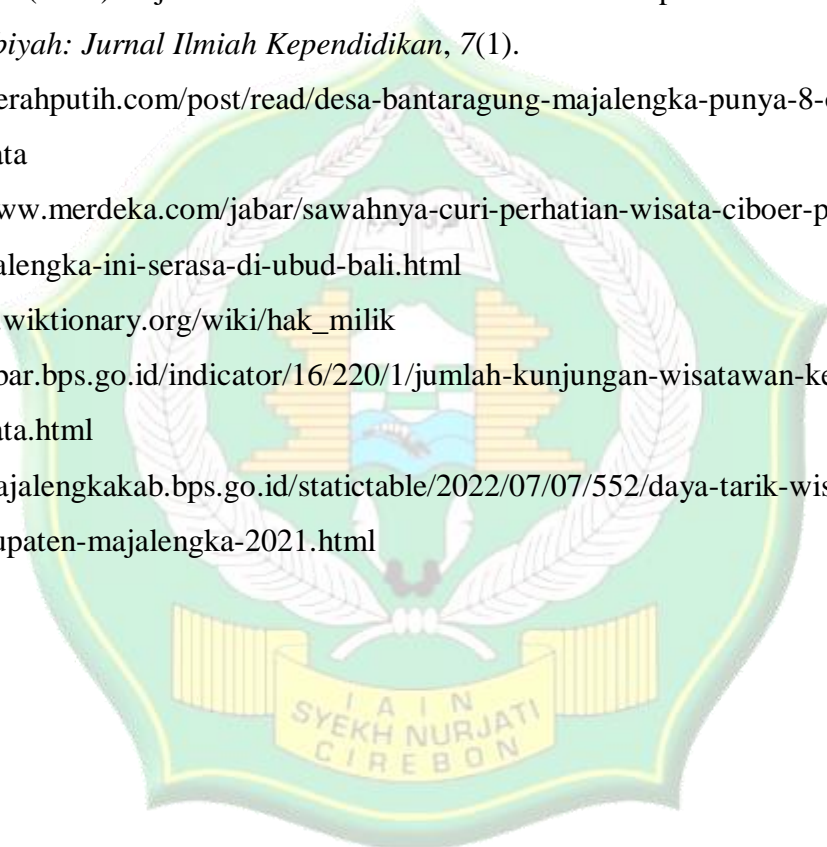 biyah: Jurnal Ilmiah Kependidikan, 7(1).
erahputih.com/post/read/desa-bantaragung-majalengka-punya-8-
ata
ww.merdeka.com/jabar/sawahnya-curi-perhatian-wisata-ciboer-p
alengka-ini-serasa-di-ubud-bali.html
.wiktionary.org/wiki/hak_milik
bar.bps.go.id/indicator/16/220/1/jumlah-kunjungan-wisatawan-ke
ata.html
ajalengkakab.bps.go.id/statictable/2022/07/07/552/daya-tarik-wis
upaten-majalengka-2021.html
I A I N
SYEKH NURJATI
CIREBON